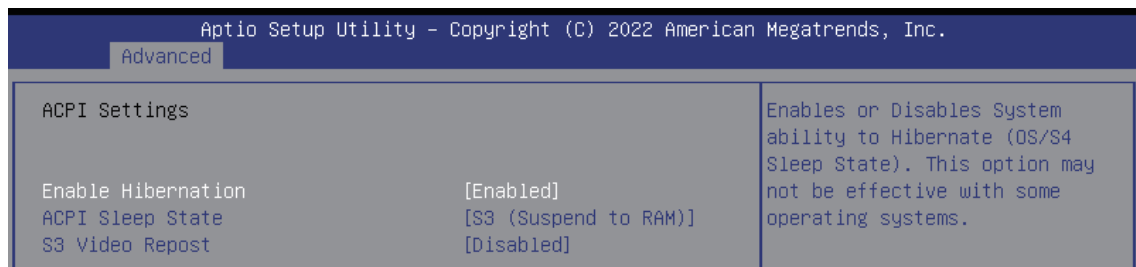 Aptio Setup Utility – Copyright (C) 2022 American Megatrends, Inc.
Advanced
ACPI Settings
Enable Hibernation [Enabled]
ACPI Sleep State [S3 (Suspend to RAM)]
S3 Video Repost [Disabled]
Enables or Disables System
ability to Hibernate (OS/S4
Sleep State). This option may
not be effective with some
operating systems.